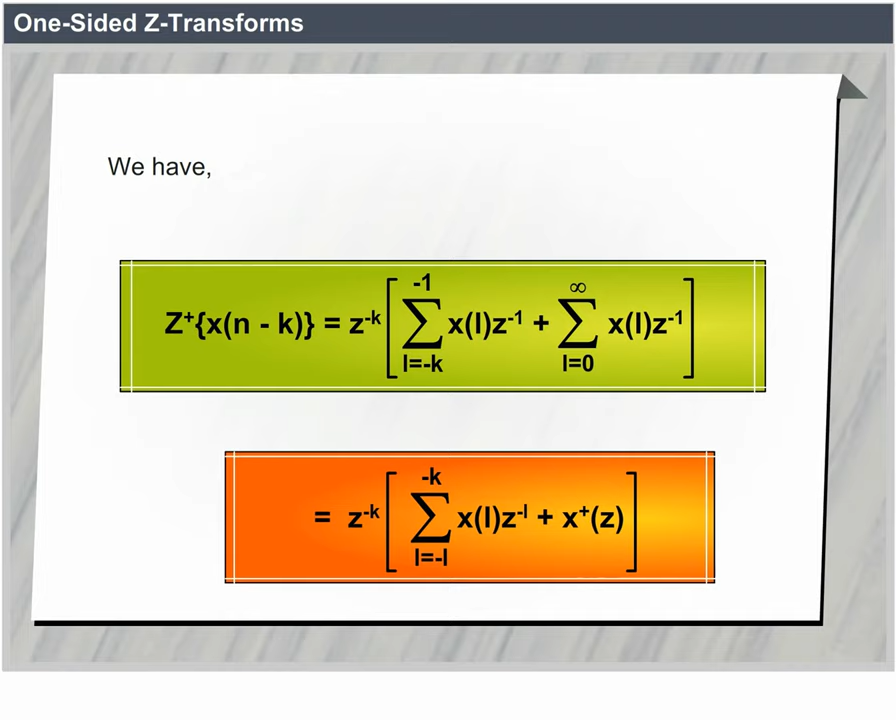 One-Sided Z-Transforms
We have,
Z⁺{x(n - k)} = z⁻ᵏ[∑_{l=-k}^{-1} x(l)z⁻¹ + ∑_{l=0}^{∞} x(l)z⁻¹]
= z⁻ᵏ[∑_{l=-l}^{-k} x(l)z⁻ˡ + x⁺(z)]